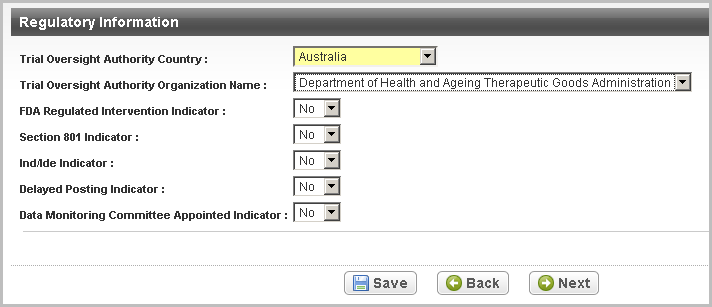 Regulatory Information
Trial Oversight Authority Country : Australia
Trial Oversight Authority Organization Name : Department of Health and Ageing Therapeutic Goods Administration
FDA Regulated Intervention Indicator : No
Section 801 Indicator : No
Ind/Ide Indicator : No
Delayed Posting Indicator : No
Data Monitoring Committee Appointed Indicator : No
Save Back Next